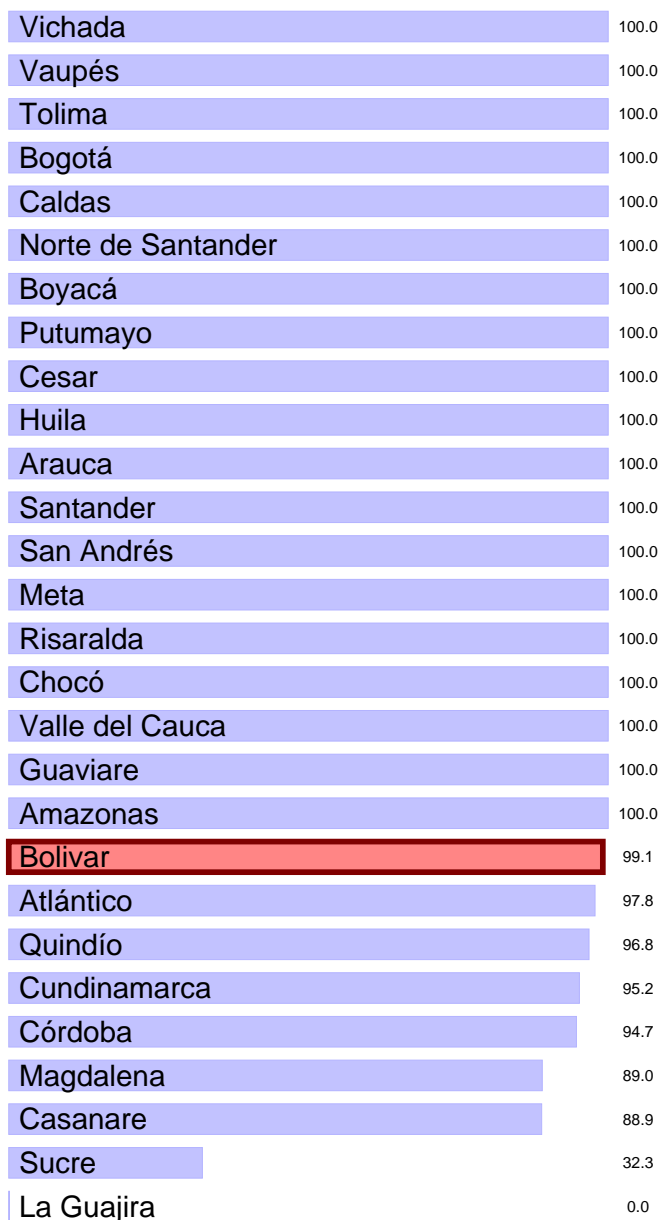 Vichada 100.0
Vaupés 100.0
Tolima 100.0
Bogotá 100.0
Caldas 100.0
Norte de Santander 100.0
Boyacá 100.0
Putumayo 100.0
Cesar 100.0
Huila 100.0
Arauca 100.0
Santander 100.0
San Andrés 100.0
Meta 100.0
Risaralda 100.0
Chocó 100.0
Valle del Cauca 100.0
Guaviare 100.0
Amazonas 100.0
Bolivar 99.1
Atlántico 97.8
Quindío 96.8
Cundinamarca 95.2
Córdoba 94.7
Magdalena 89.0
Casanare 88.9
Sucre 32.3
La Guajira 0.0